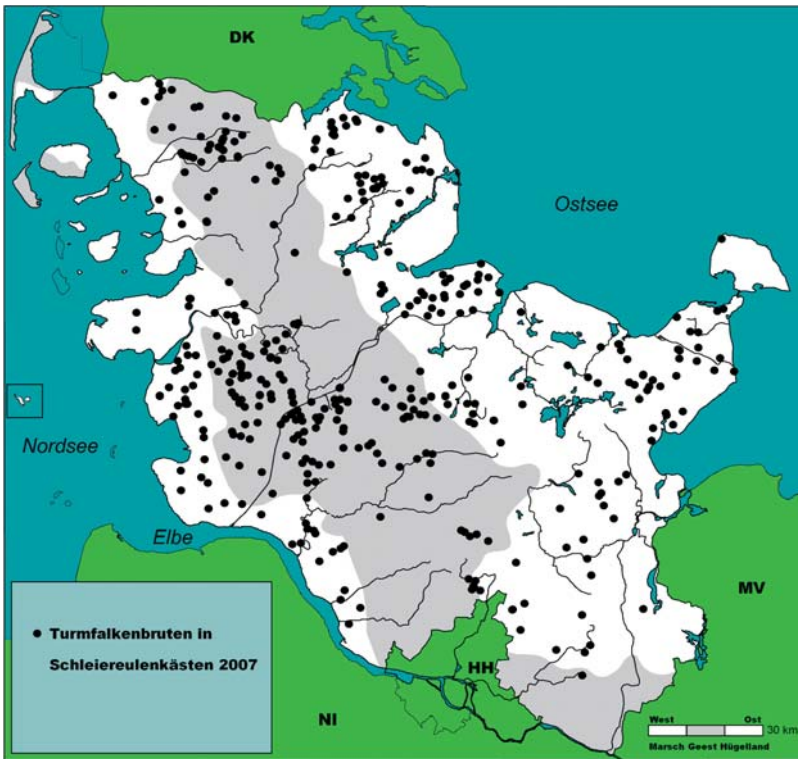 DK
Ostsee
Nordsee
Elbe
MV
HH
NI
Turmfalkenbruten in
Schleiereulenkästen 2007
West Ost
30 km
Marsch Geest Hügelland